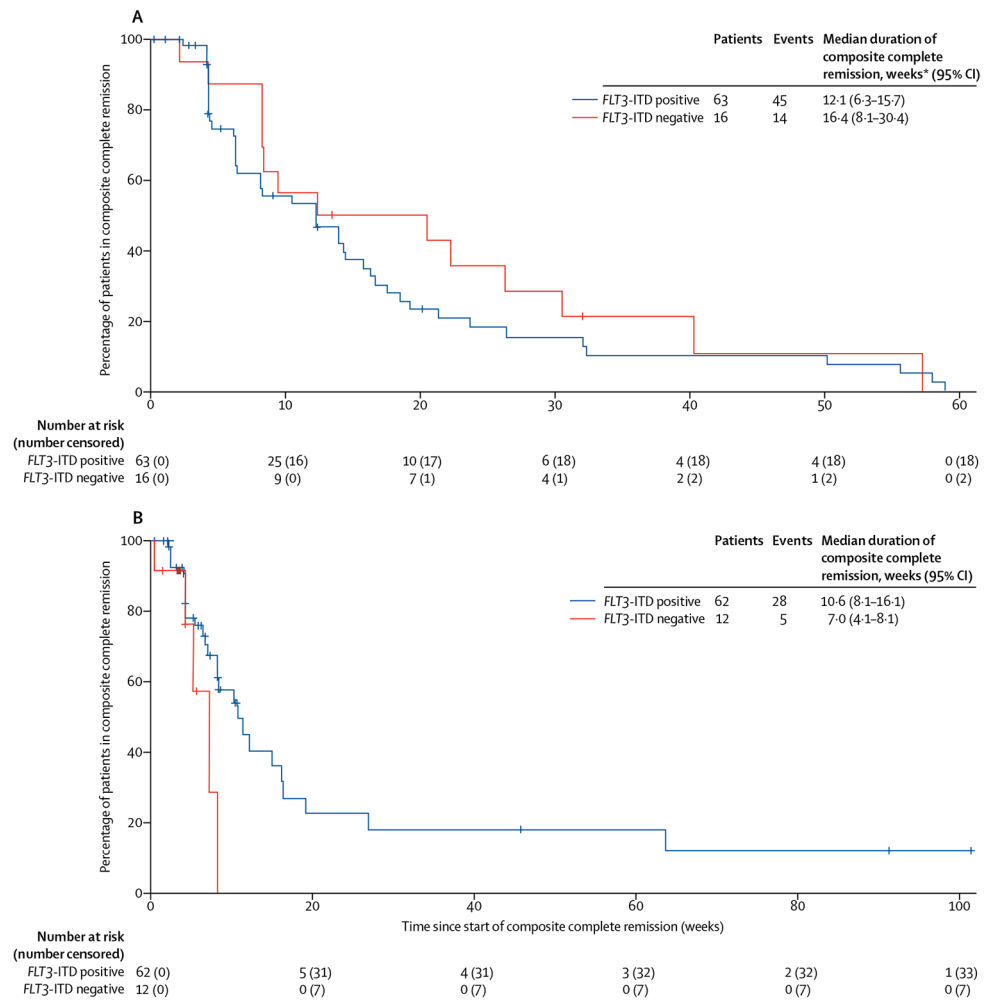 A
Patients Events Median duration of
composite complete
remission, weeks* (95% CI)
FLT3-ITD positive 63 45 12·1 (6·3–15·7)
FLT3-ITD negative 16 14 16·4 (8·1–30·4)
Percentage of patients in composite complete remission
100
80
60
40
20
0
0 10 20 30 40 50 60
Number at risk
(number censored)
FLT3-ITD positive 63 (0) 25 (16) 10 (17) 6 (18) 4 (18) 4 (18) 0 (18)
FLT3-ITD negative 16 (0) 9 (0) 7 (1) 4 (1) 2 (2) 1 (2) 0 (2)
B
Patients Events Median duration of
composite complete
remission, weeks (95% CI)
FLT3-ITD positive 62 28 10·6 (8·1–16·1)
FLT3-ITD negative 12 5 7·0 (4·1–8·1)
Percentage of patients in composite complete remission
100
80
60
40
20
0
0 20 40 60 80 100
Time since start of composite complete remission (weeks)
Number at risk
(number censored)
FLT3-ITD positive 62 (0) 5 (31) 4 (31) 3 (32) 2 (32) 1 (33)
FLT3-ITD negative 12 (0) 0 (7) 0 (7) 0 (7) 0 (7) 0 (7)